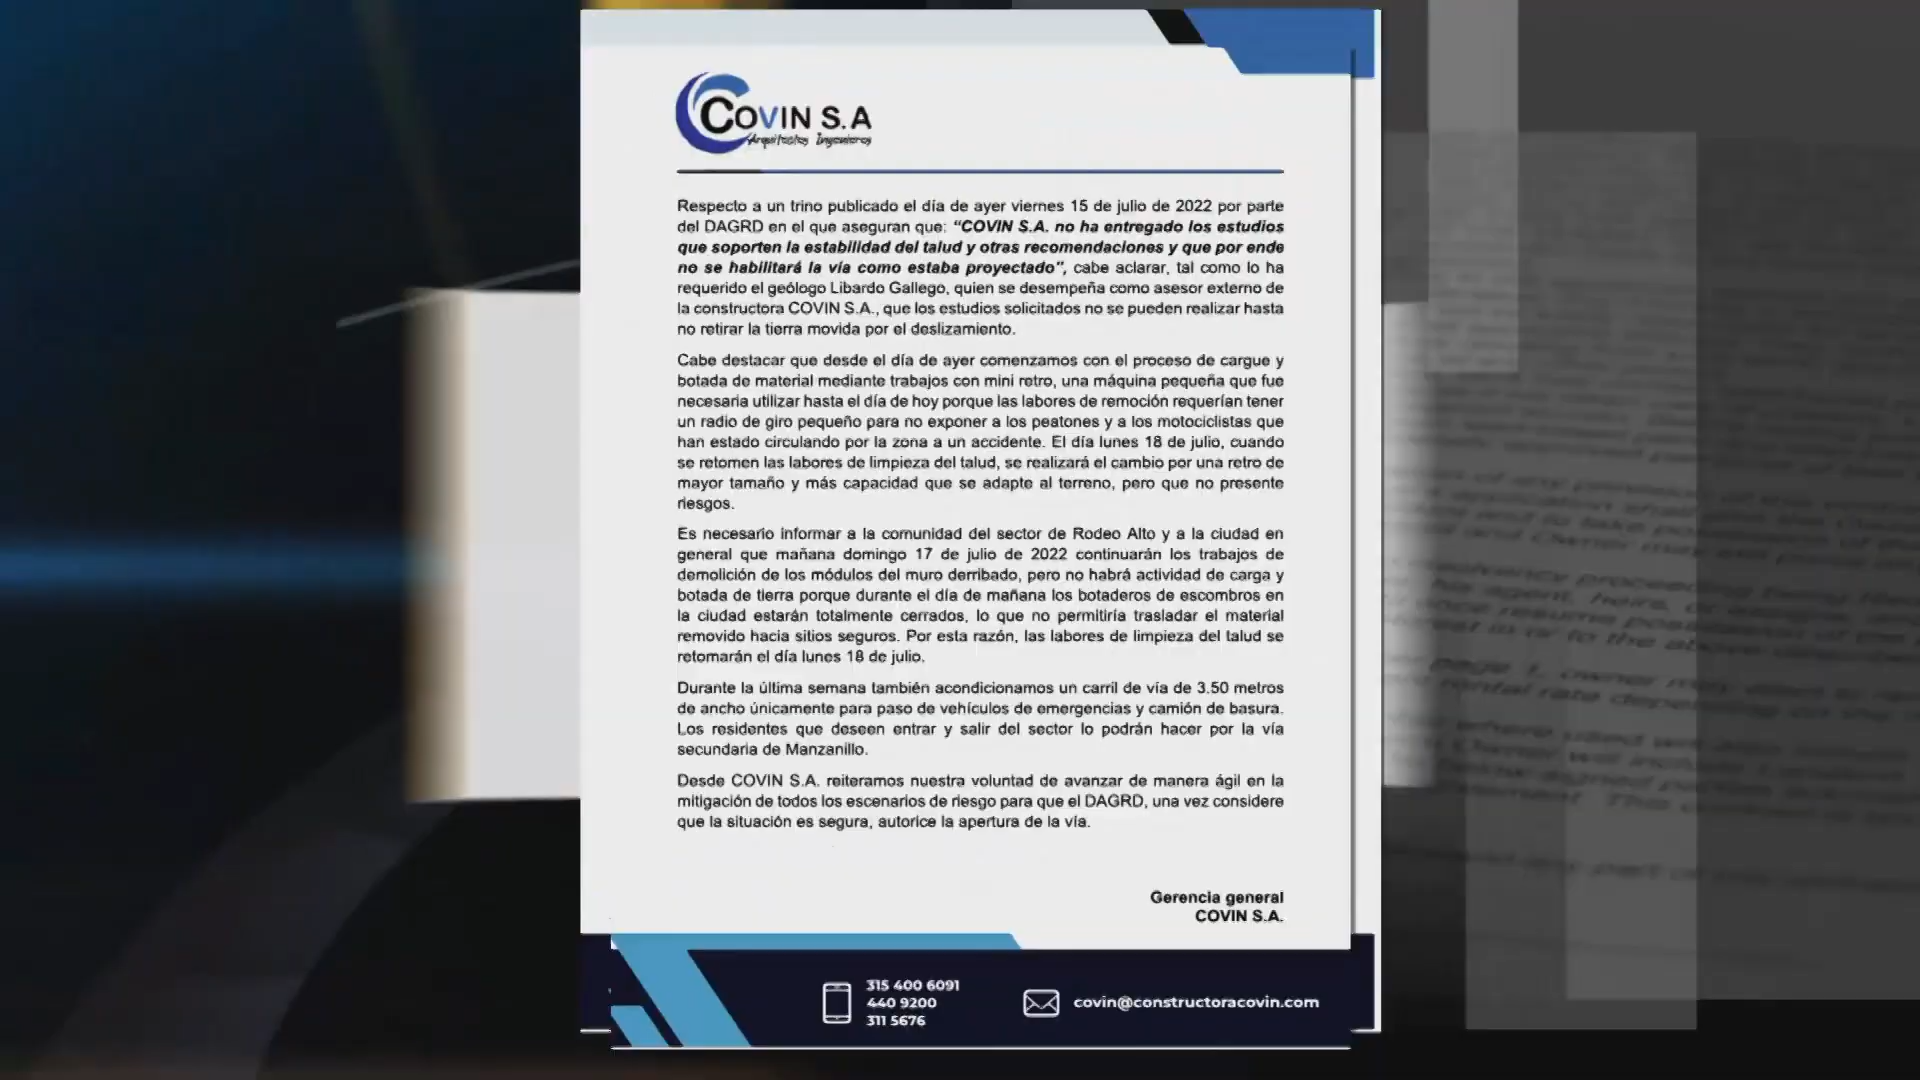 COVIN S.A
Arquitectos Ingenieros
Respecto a un trino publicado el día de ayer viernes 15 de julio de 2022 por parte
del DAGRD en el que aseguran que: “COVIN S.A. no ha entregado los estudios
que soporten la estabilidad del talud y otras recomendaciones y que por ende
no se habilitará la vía como estaba proyectado”, cabe aclarar, tal como lo ha
requerido el geólogo Libardo Gallego, quien se desempeña como asesor externo de
la constructora COVIN S.A., que los estudios solicitados no se pueden realizar hasta
no retirar la tierra movida por el deslizamiento.
Cabe destacar que desde el día de ayer comenzamos con el proceso de cargue y
botada de material mediante trabajos con mini retro, una máquina pequeña que fue
necesaria utilizar hasta el día de hoy porque las labores de remoción requerían tener
un radio de giro pequeño para no exponer a los peatones y a los motociclistas que
han estado circulando por la zona a un accidente. El día lunes 18 de julio, cuando
se retomen las labores de limpieza del talud, se realizará el cambio por una retro de
mayor tamaño y más capacidad que se adapte al terreno, pero que no presente
riesgos.
Es necesario informar a la comunidad del sector de Rodeo Alto y a la ciudad en
general que mañana domingo 17 de julio de 2022 continuarán los trabajos de
demolición de los módulos del muro derribado, pero no habrá actividad de carga y
botada de tierra porque durante el día de mañana los botaderos de escombros en
la ciudad estarán totalmente cerrados, lo que no permitiría trasladar el material
removido hacia sitios seguros. Por esta razón, las labores de limpieza del talud se
retomarán el día lunes 18 de julio.
Durante la última semana también acondicionamos un carril de vía de 3.50 metros
de ancho únicamente para paso de vehículos de emergencias y camión de basura.
Los residentes que deseen entrar y salir del sector lo podrán hacer por la vía
secundaria de Manzanillo.
Desde COVIN S.A. reiteramos nuestra voluntad de avanzar de manera ágil en la
mitigación de todos los escenarios de riesgo para que el DAGRD, una vez considere
que la situación es segura, autorice la apertura de la vía.
Gerencia general
COVIN S.A.
315 400 6091
440 9200
311 5676
covin@constructoracovin.com